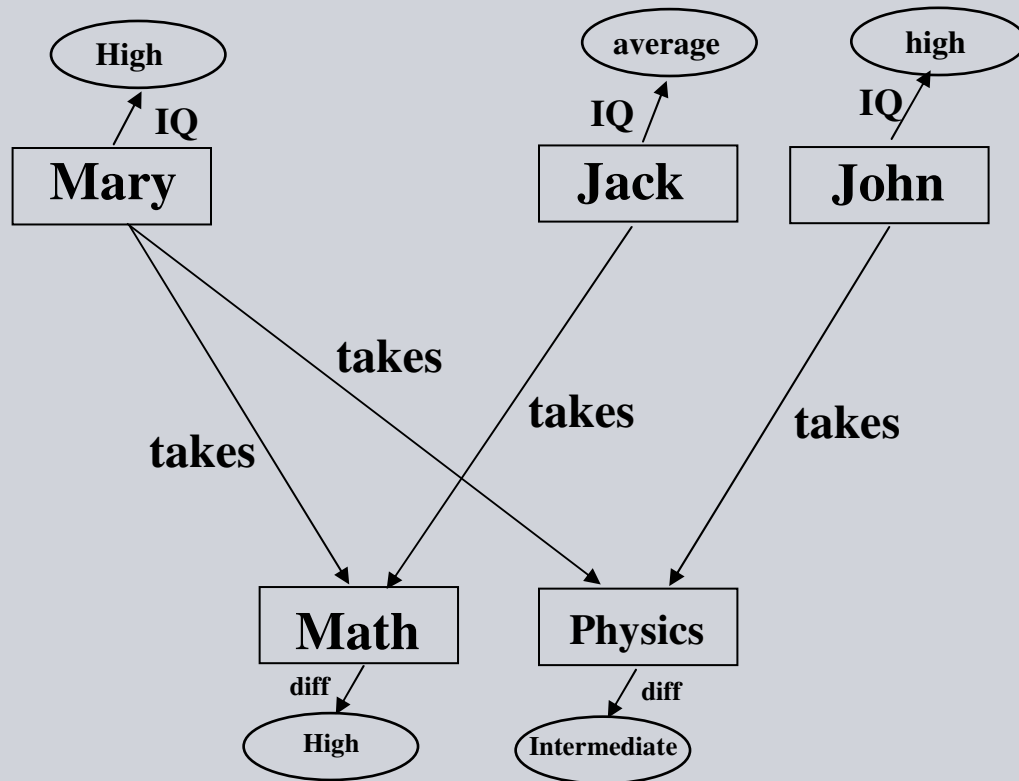 High
average
high
IQ
IQ
IQ
Mary
Jack
John
takes
takes
takes
takes
Math
Physics
diff
diff
High
Intermediate